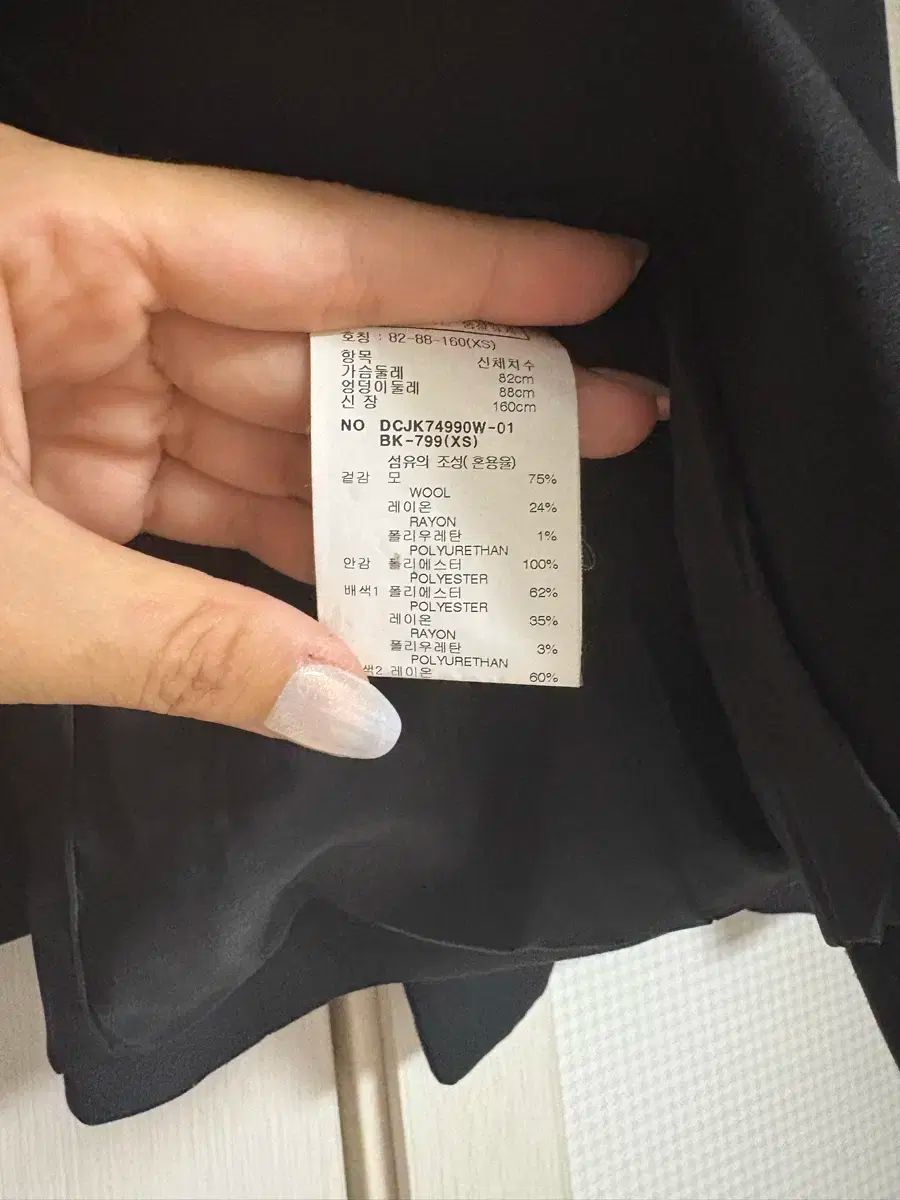 호칭 : 82-88-160(XS)
항목 신체치수
가슴둘레 82cm
엉덩이둘레 88cm
신 장 160cm
NO DCJK74990W-01
BK-799(XS)
섬유의 조성( 혼용율)
겉감 모 75%
WOOL
레이온 24%
RAYON
폴리우레탄 1%
POLYURETHAN
안감 폴리에스터 100%
POLYESTER
배색1 폴리에스터 62%
POLYESTER
레이온 35%
RAYON
폴리우레탄 3%
POLYURETHAN
색2 레이온 60%